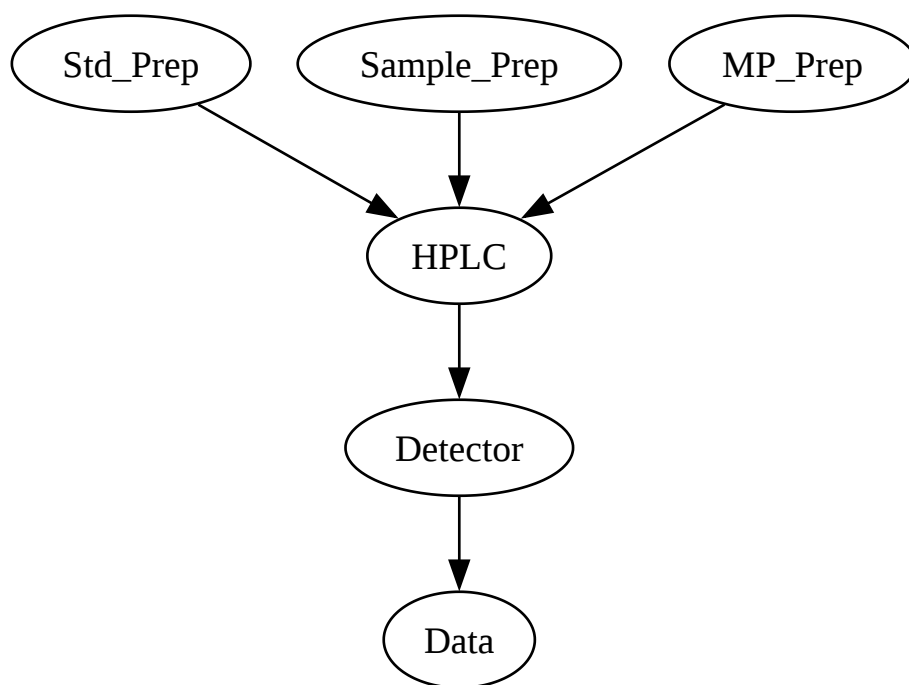 Std_Prep
Sample_Prep
MP_Prep
HPLC
Detector
Data